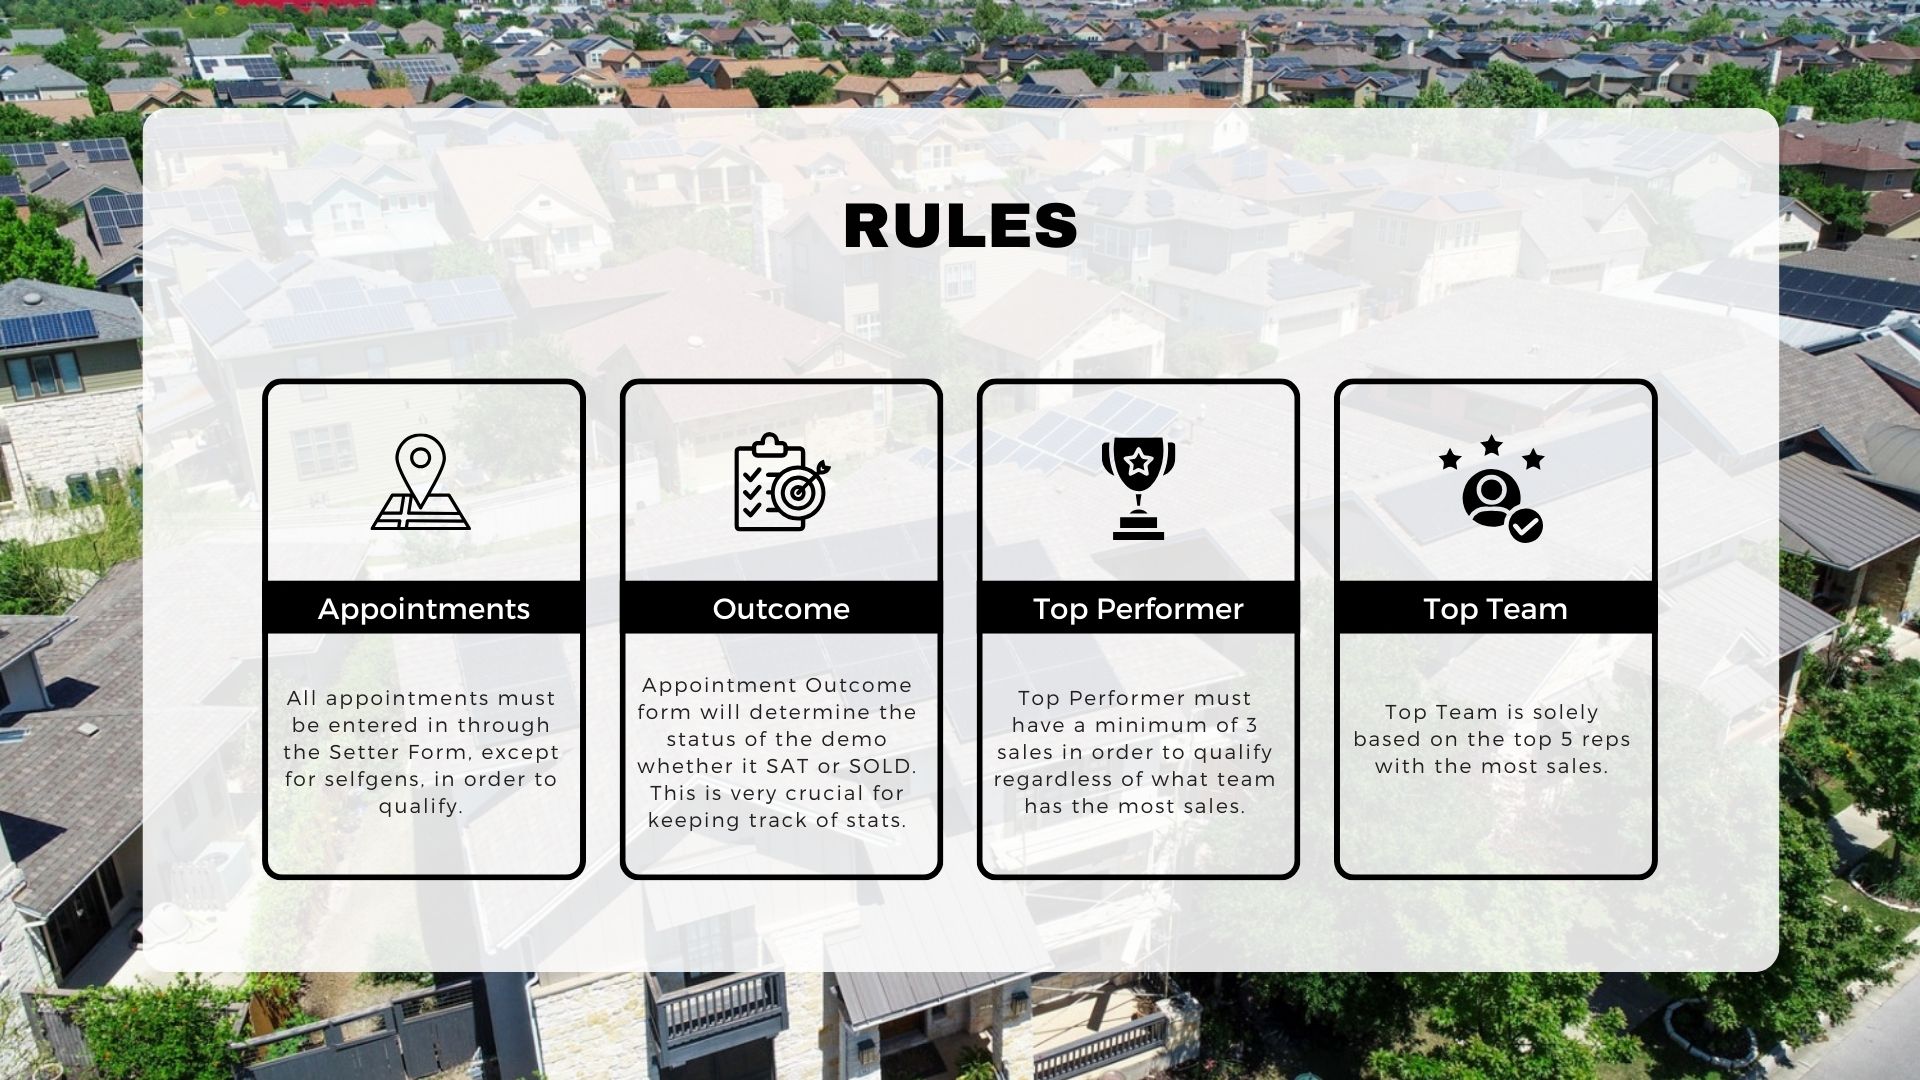 RULES
Appointments
All appointments must
be entered in through
the Setter Form, except
for selfgens, in order to
qualify.
Outcome
Appointment Outcome
form will determine the
status of the demo
whether it SAT or SOLD.
This is very crucial for
keeping track of stats.
Top Performer
Top Performer must
have a minimum of 3
sales in order to qualify
regardless of what team
has the most sales.
Top Team
Top Team is solely
based on the top 5 reps
with the most sales.